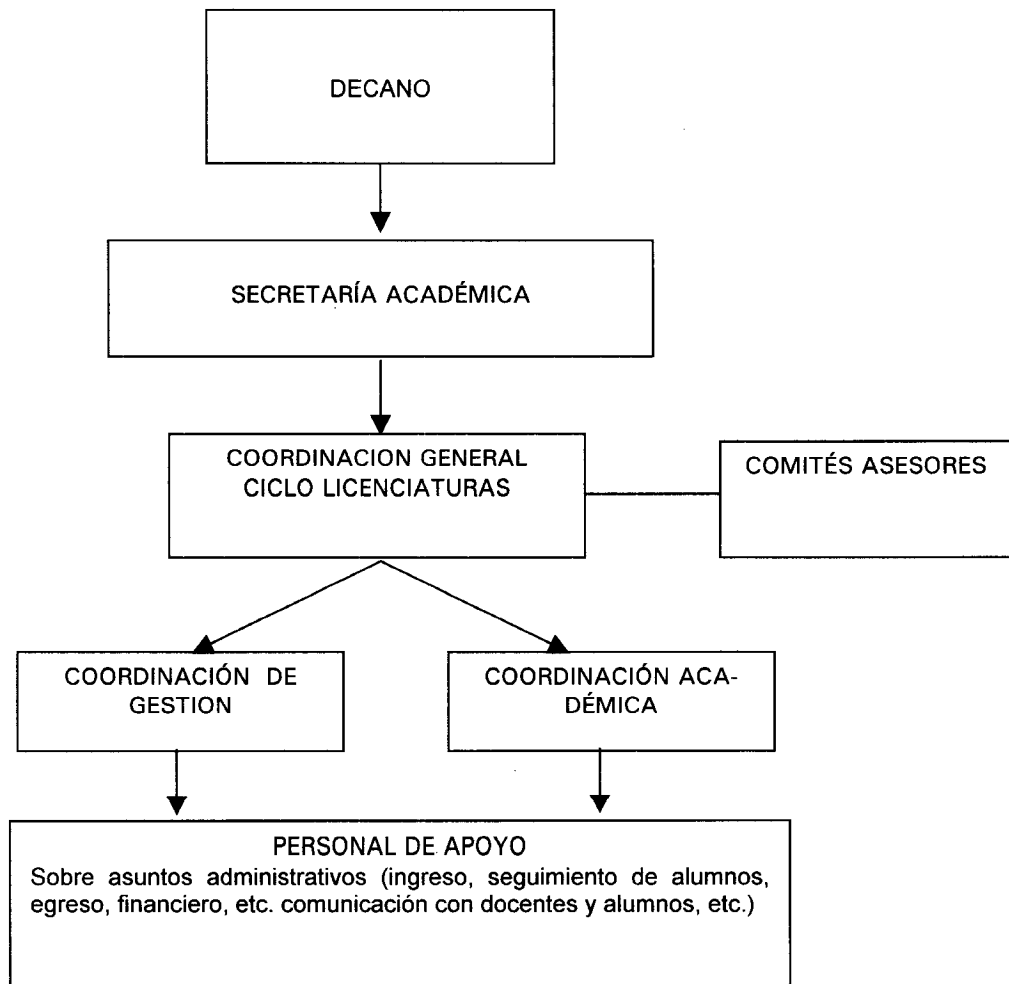 DECANO
SECRETARÍA ACADÉMICA
COORDINACION GENERAL
CICLO LICENCIATURAS
COMITÉS ASESORES
COORDINACIÓN DE
GESTION
COORDINACIÓN ACA-
DÉMICA
PERSONAL DE APOYO
Sobre asuntos administrativos (ingreso, seguimiento de alumnos,
egreso, financiero, etc. comunicación con docentes y alumnos, etc.)